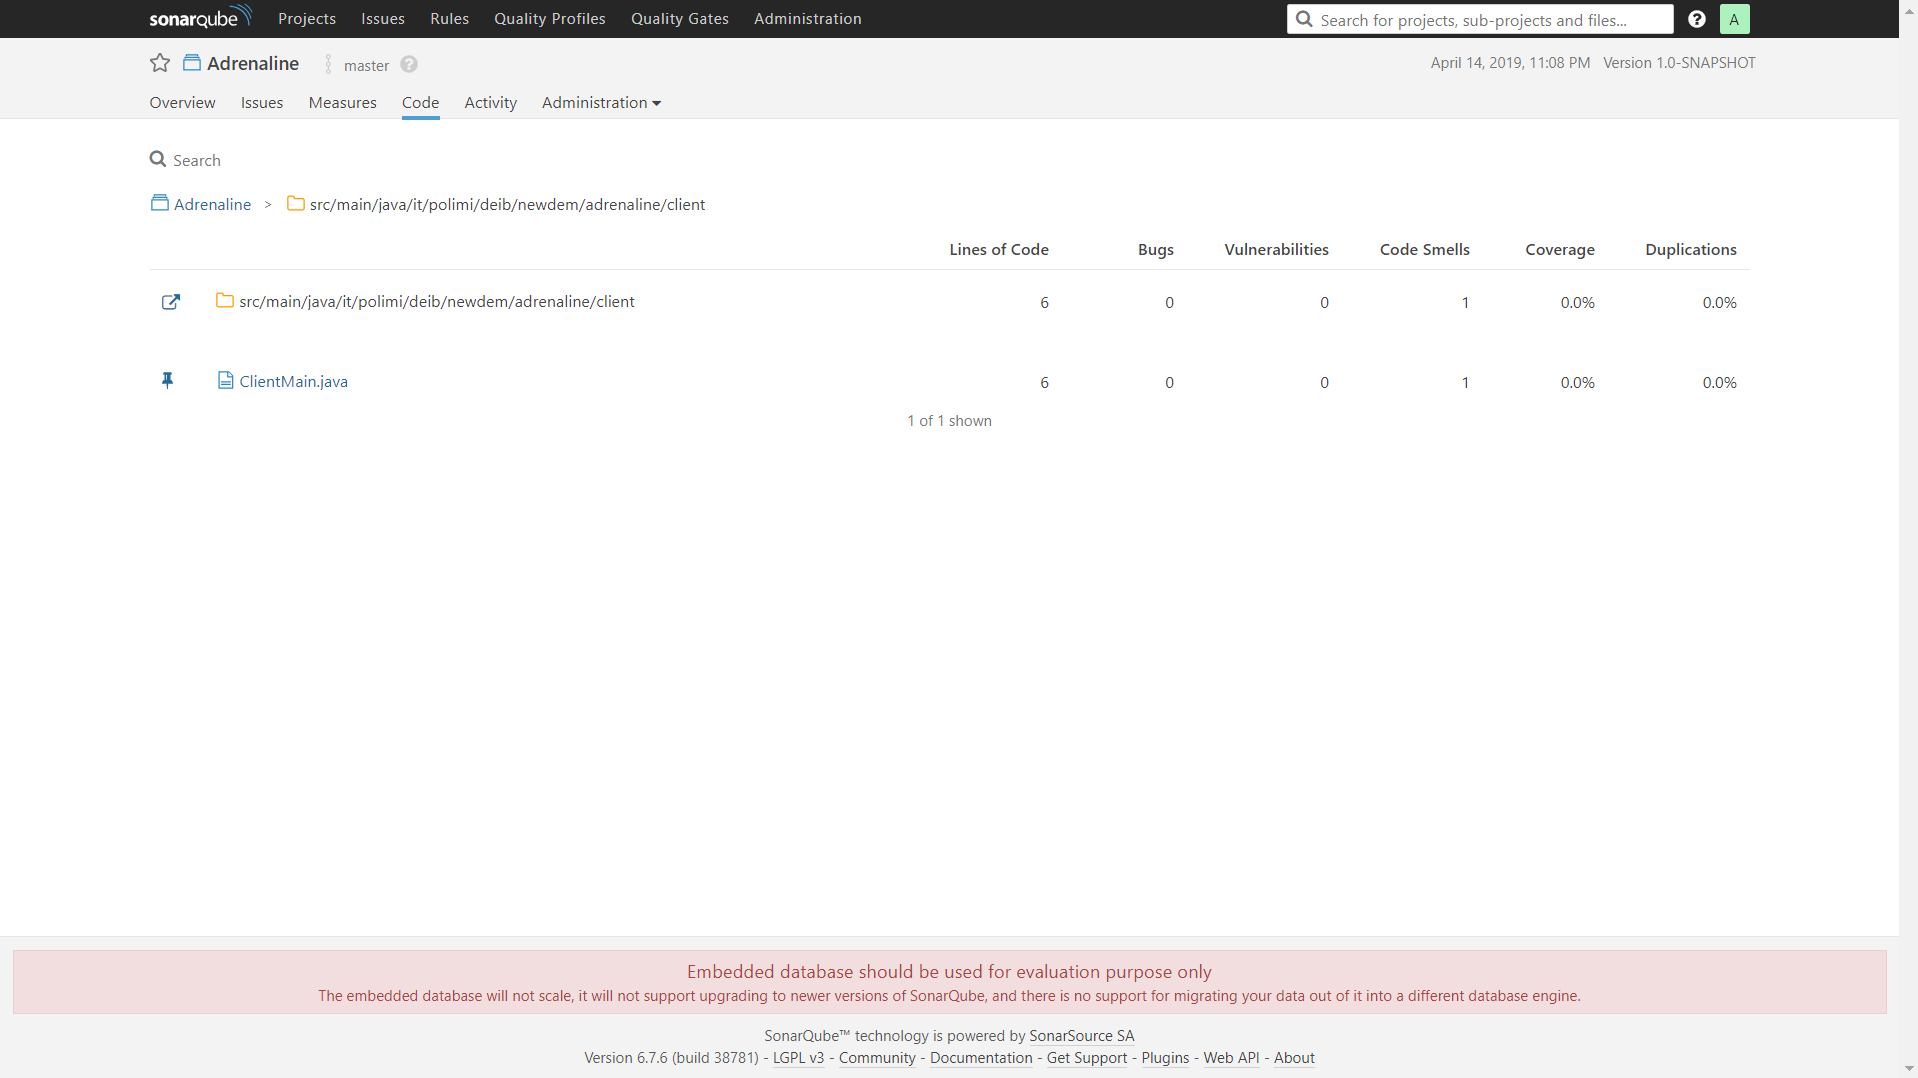 sonarqube Projects Issues Rules Quality Profiles Quality Gates Administration Search for projects, sub-projects and files... ? A
Adrenaline master ? April 14, 2019, 11:08 PM Version 1.0-SNAPSHOT
Overview Issues Measures Code Activity Administration
Search
Adrenaline > src/main/java/it/polimi/deib/newdem/adrenaline/client
Lines of Code Bugs Vulnerabilities Code Smells Coverage Duplications
src/main/java/it/polimi/deib/newdem/adrenaline/client 6 0 0 1 0.0% 0.0%
ClientMain.java 6 0 0 1 0.0% 0.0%
1 of 1 shown
Embedded database should be used for evaluation purpose only
The embedded database will not scale, it will not support upgrading to newer versions of SonarQube, and there is no support for migrating your data out of it into a different database engine.
SonarQube™ technology is powered by SonarSource SA
Version 6.7.6 (build 38781) - LGPL v3 - Community - Documentation - Get Support - Plugins - Web API - About